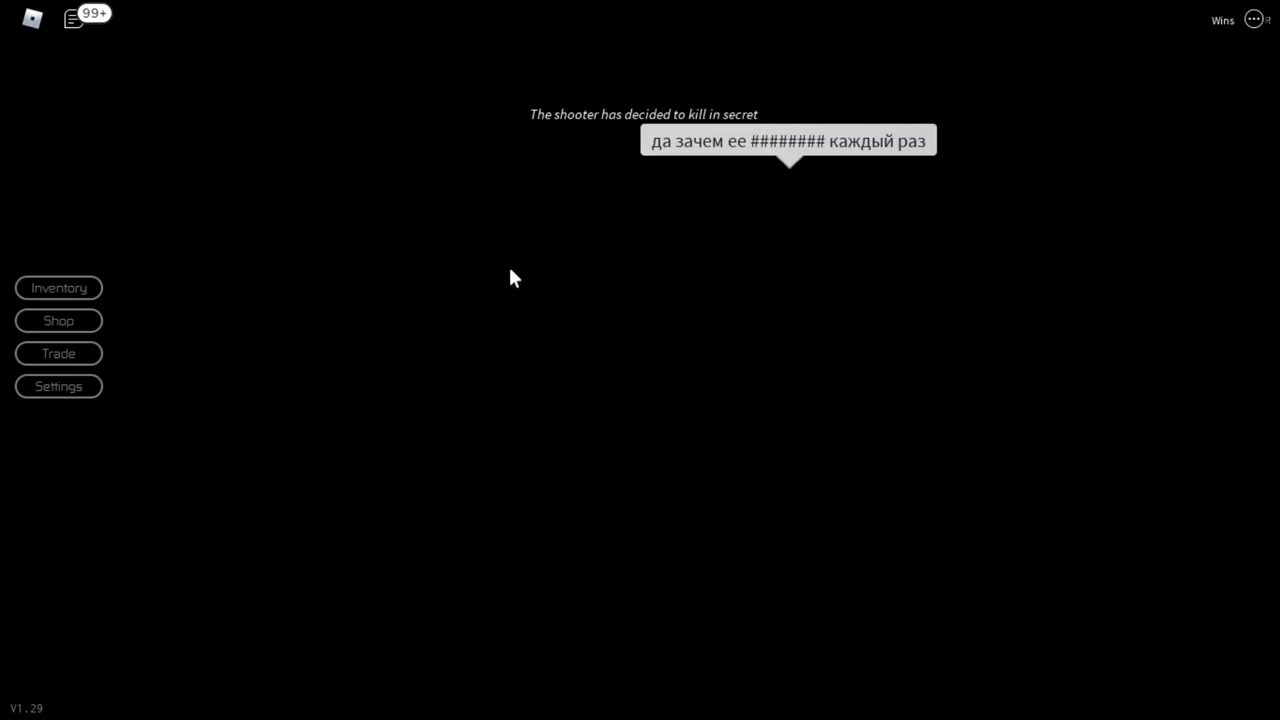 99+
Wins
The shooter has decided to kill in secret
да зачем ее ######## каждый раз
Inventory
Shop
Trade
Settings
V1.29